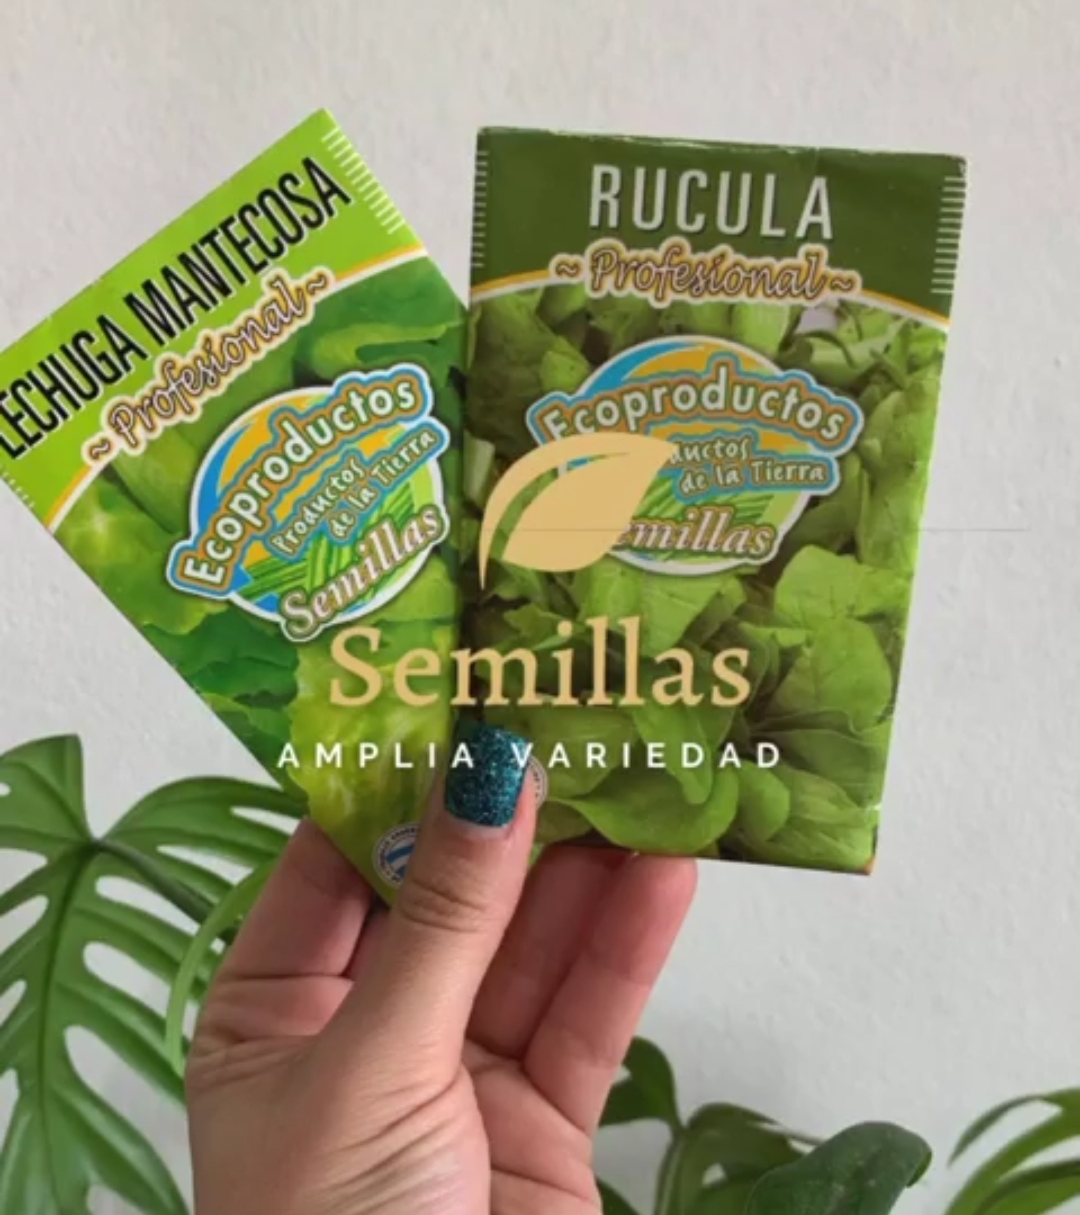 LECHUGA MANTECOSA
~ Profesional ~
Ecoproductos
Productos
de la Tierra
Semillas
RUCULA
~ Profesional ~
Ecoproductos
de la Tierra
Semillas
AMPLIA VARIEDAD